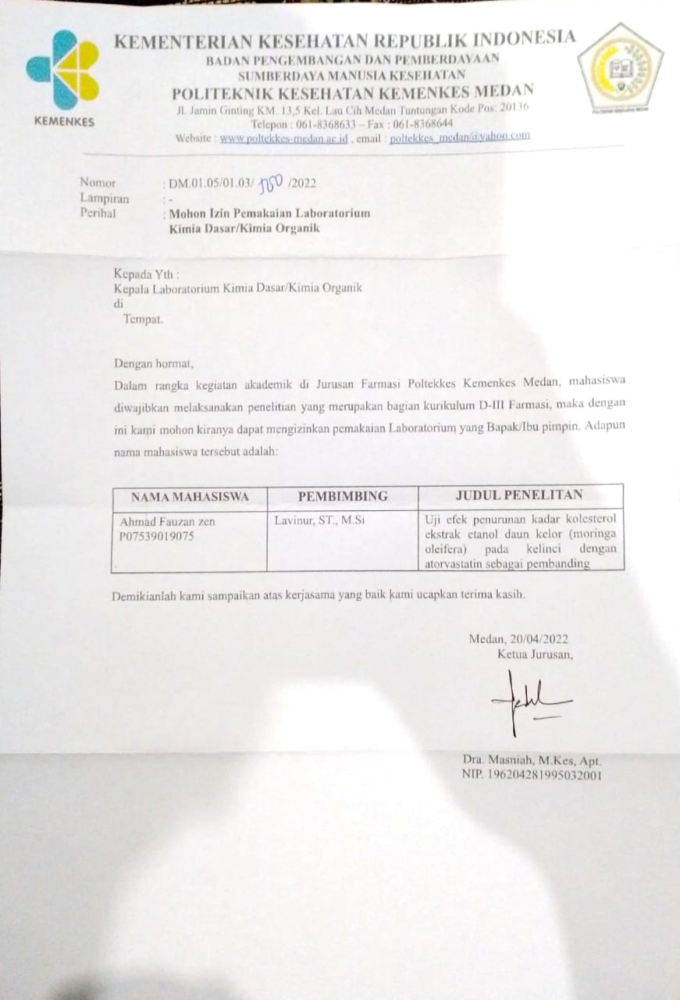 KEMENTERIAN KESEHATAN REPUBLIK INDONESIA
BADAN PENGEMBANGAN DAN PEMBERDAYAAN
SUMBERDAYA MANUSIA KESEHATAN
POLITEKNIK KESEHATAN KEMENKES MEDAN
Jl. Jamin Ginting KM. 13,5 Kel. Lau Cih Medan Tuntungan Kode Pos: 20136
Telepon : 061-8368633 – Fax : 061-8368644
Website : www.poltekkes-medan.ac.id , email : poltekkes_medan@yahoo.com
KEMENKES
POLITEKNIK KESEHATAN MEDAN
Nomor : DM.01.05/01.03/ /2022
Lampiran : -
Perihal : Mohon Izin Pemakaian Laboratorium
Kimia Dasar/Kimia Organik
Kepada Yth :
Kepala Laboratorium Kimia Dasar/Kimia Organik
di
Tempat.
Dengan hormat,
Dalam rangka kegiatan akademik di Jurusan Farmasi Poltekkes Kemenkes Medan, mahasiswa
diwajibkan melaksanakan penelitian yang merupakan bagian kurikulum D-III Farmasi, maka dengan
ini kami mohon kiranya dapat mengizinkan pemakaian Laboratorium yang Bapak/Ibu pimpin. Adapun
nama mahasiswa tersebut adalah:
NAMA MAHASISWA PEMBIMBING JUDUL PENELITAN
Ahmad Fauzan zen Lavinur, ST., M.Si Uji efek penurunan kadar kolesterol
P07539019075 ekstrak etanol daun kelor (moringa
oleifera) pada kelinci dengan
atorvastatin sebagai pembanding
Demikianlah kami sampaikan atas kerjasama yang baik kami ucapkan terima kasih.
Medan, 20/04/2022
Ketua Jurusan,
Dra. Masniah, M.Kes, Apt.
NIP. 196204281995032001